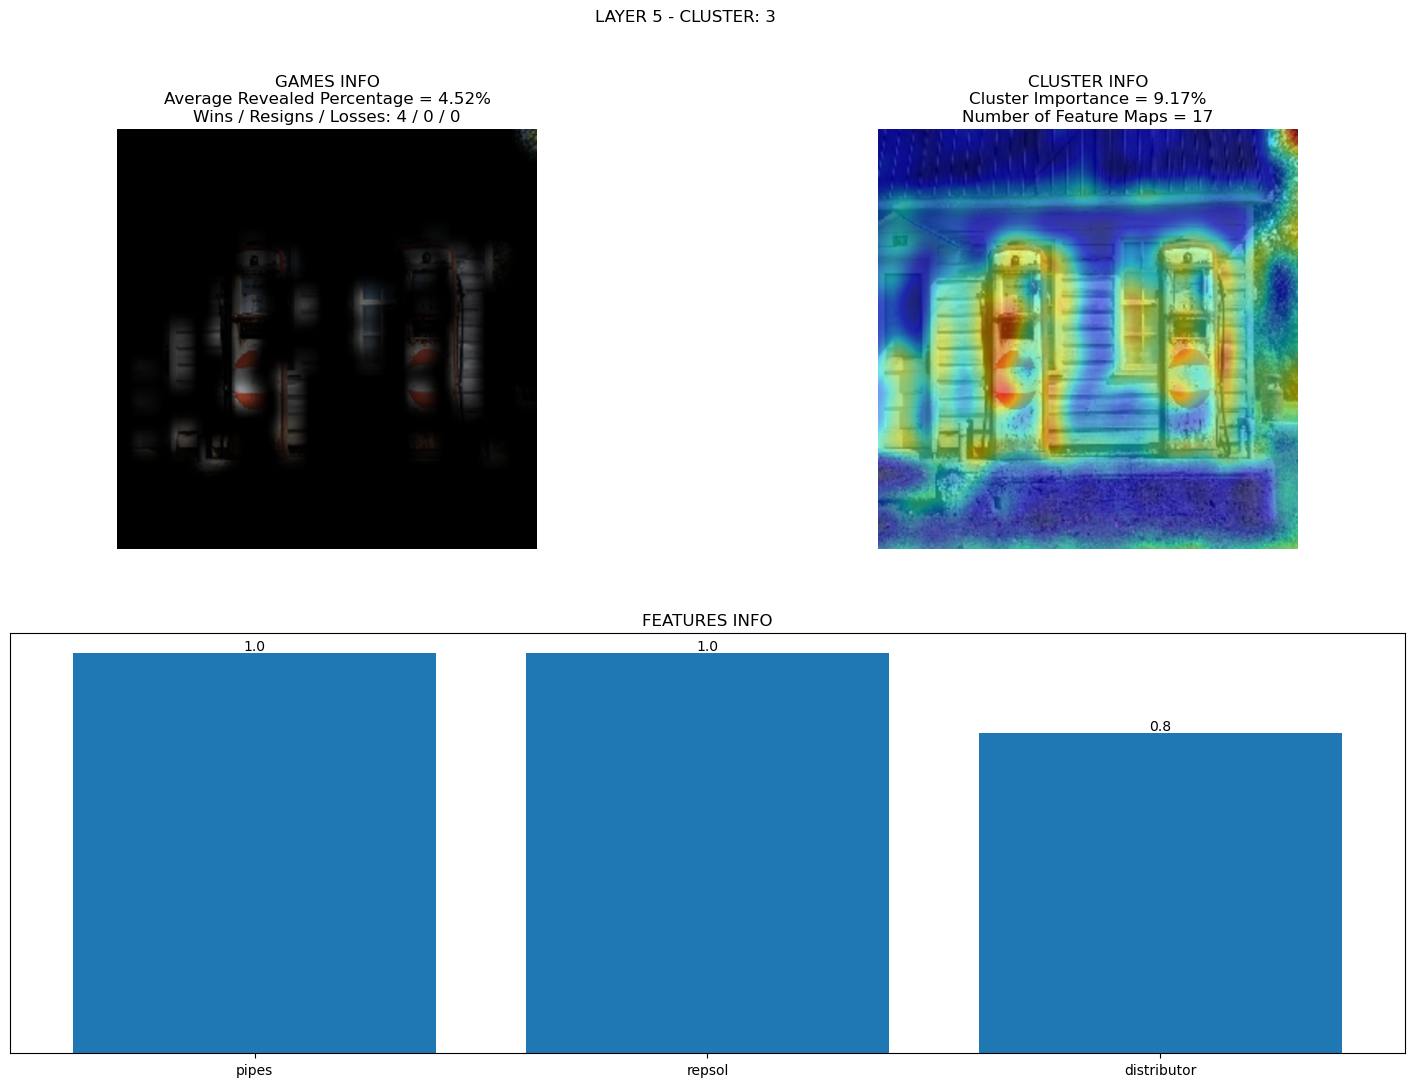 LAYER 5 - CLUSTER: 3
GAMES INFO
Average Revealed Percentage = 4.52%
Wins / Resigns / Losses: 4 / 0 / 0
CLUSTER INFO
Cluster Importance = 9.17%
Number of Feature Maps = 17
FEATURES INFO
1.0
1.0
0.8
pipes
repsol
distributor